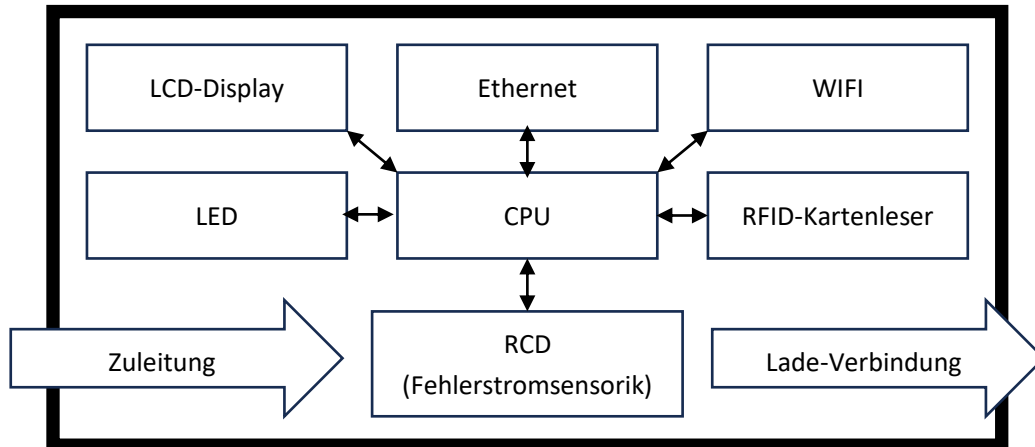 LCD-Display
Ethernet
WIFI
LED
CPU
RFID-Kartenleser
Zuleitung
RCD
(Fehlerstromsensorik)
Lade-Verbindung